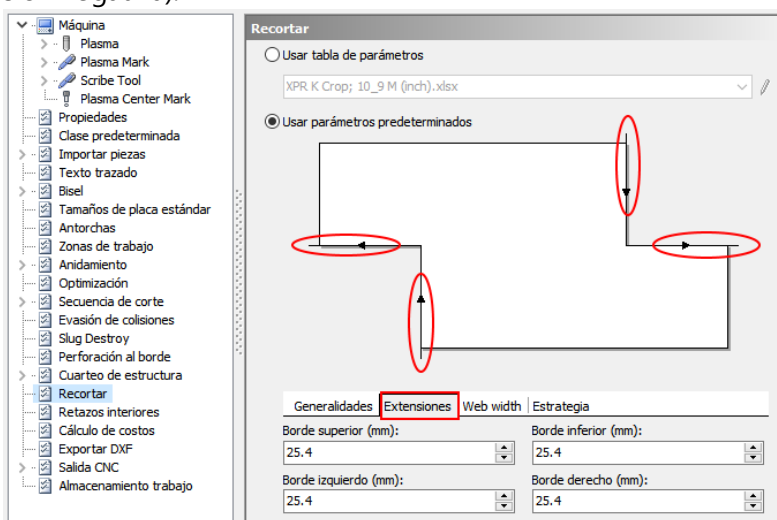 Máquina
Plasma
Plasma Mark
Scribe Tool
Plasma Center Mark
Propiedades
Clase predeterminada
Importar piezas
Texto trazado
Bisel
Tamaños de placa estándar
Antorchas
Zonas de trabajo
Anidamiento
Optimización
Secuencia de corte
Evasión de colisiones
Slug Destroy
Perforación al borde
Cuarteo de estructura
Recortar
Retazos interiores
Cálculo de costos
Exportar DXF
Salida CNC
Almacenamiento trabajo
Recortar
Usar tabla de parámetros
XPR K Crop; 10_9 M (inch).xlsx
Usar parámetros predeterminados
Generalidades Extensiones Web width Estrategia
Borde superior (mm): Borde inferior (mm):
25.4 25.4
Borde izquierdo (mm): Borde derecho (mm):
25.4 25.4